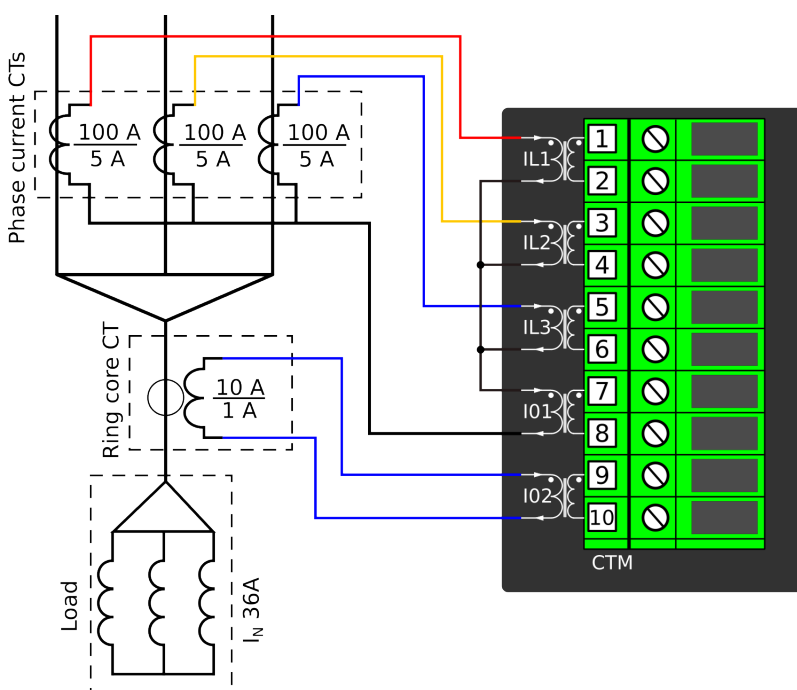 Phase current CTs
100 A
5 A
100 A
5 A
100 A
5 A
IL1
IL2
IL3
I01
I02
1
2
3
4
5
6
7
8
9
10
CTM
Ring core CT
10 A
1 A
Load
I_N 36A